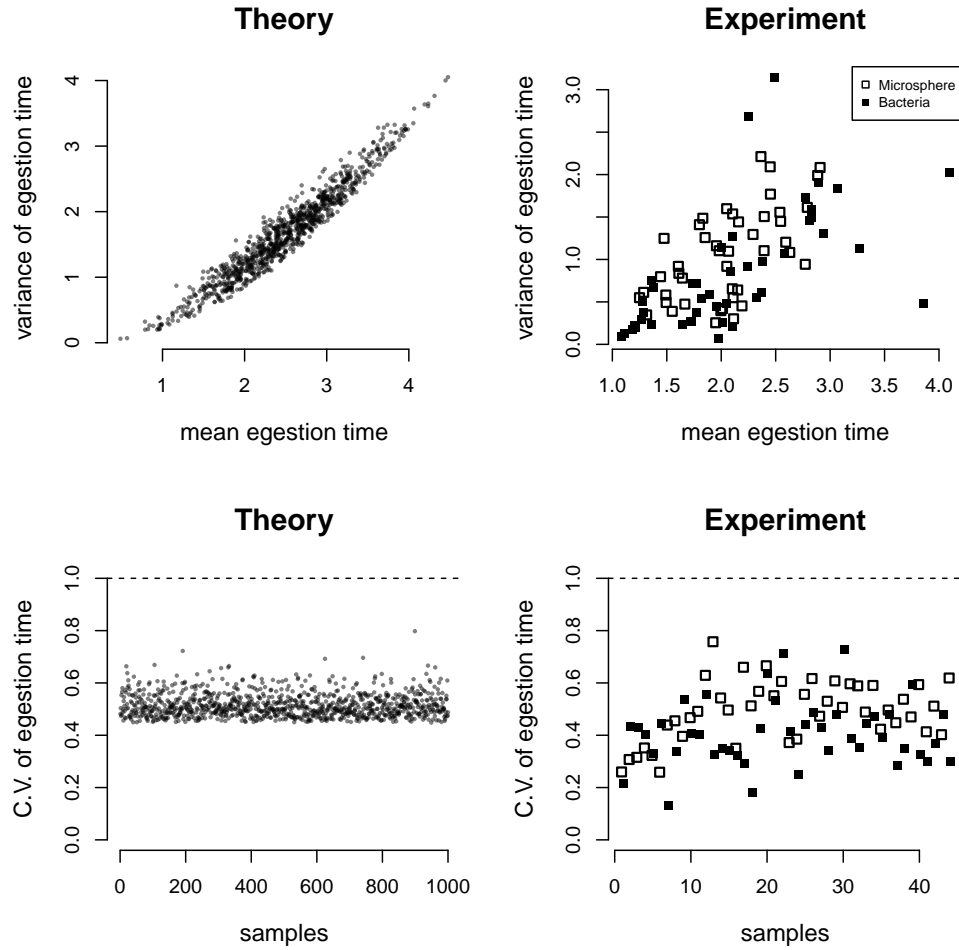 Theory
variance of egestion time
0 1 2 3 4
1 2 3 4
mean egestion time
Experiment
variance of egestion time
0.0 1.0 2.0 3.0
1.0 1.5 2.0 2.5 3.0 3.5 4.0
mean egestion time
Microsphere
Bacteria
Theory
C.V. of egestion time
0.0 0.2 0.4 0.6 0.8 1.0
0 200 400 600 800 1000
samples
Experiment
C.V. of egestion time
0.0 0.2 0.4 0.6 0.8 1.0
0 10 20 30 40
samples